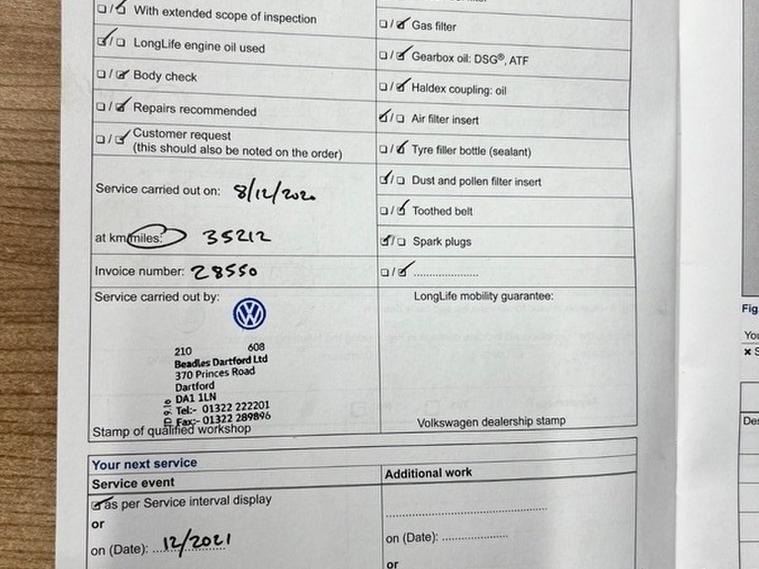 With extended scope of inspection
LongLife engine oil used
Body check
Repairs recommended
Customer request
(this should also be noted on the order)
Service carried out on: 8/12/2020
at km/miles: 35212
Invoice number: 28550
Service carried out by:
210 608
Beadles Dartford Ltd
370 Princes Road
Dartford
DA1 1LN
Tel:- 01322 222201
Fax:- 01322 289896
Stamp of qualified workshop
Gas filter
Gearbox oil: DSG®, ATF
Haldex coupling: oil
Air filter insert
Tyre filler bottle (sealant)
Dust and pollen filter insert
Toothed belt
Spark plugs
LongLife mobility guarantee:
Volkswagen dealership stamp
Your next service
Service event
as per Service interval display
or
on (Date): 12/2021
Additional work
on (Date):
or
Fig
You